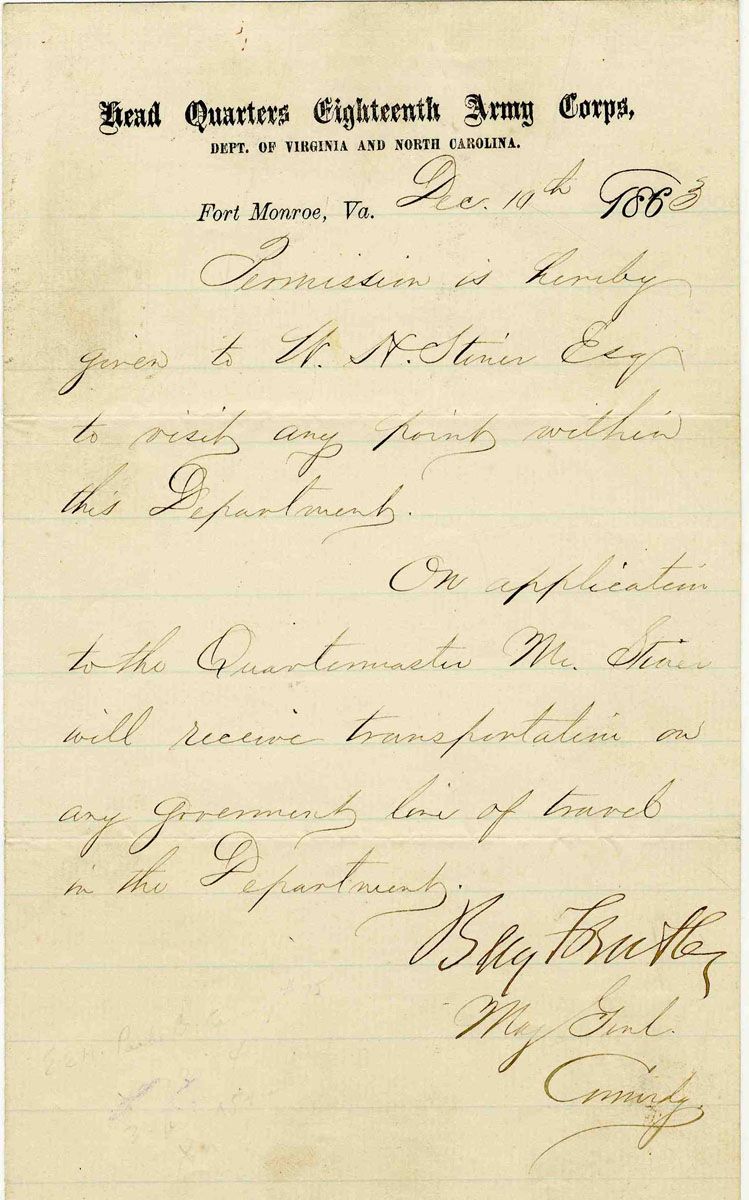 Head Quarters Eighteenth Army Corps,
DEPT. OF VIRGINIA AND NORTH CAROLINA.
Fort Monroe, Va. Dec. 10th 1863
Permission is hereby
given to W. H. Stiner Esq
to visit any point within
this Department.
On application
to the Quartermaster Mr. Stiner
will receive transportation on
any goverment line of travel
in the Department.
Benj F Butler
Maj Genl.
Comndg